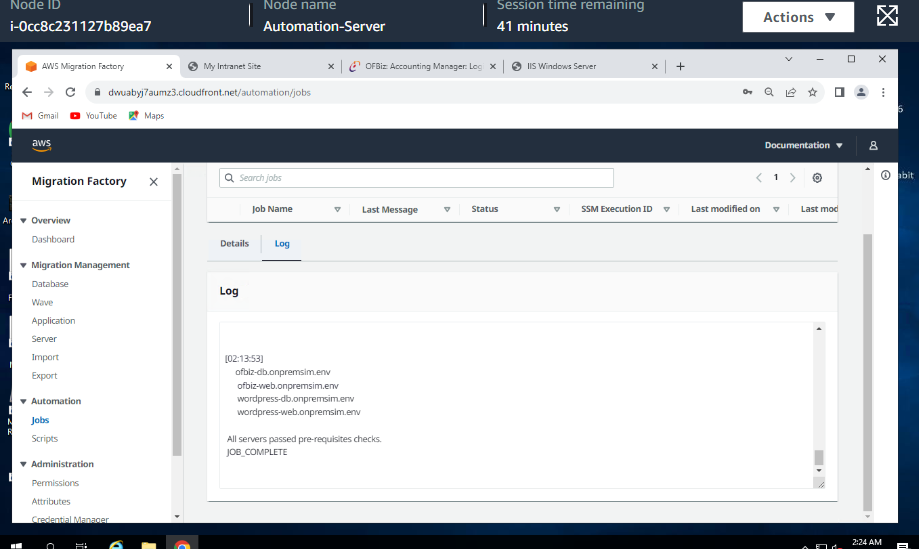 Node ID
Node name
Session time remaining
i-0cc8c231127b89ea7
Automation-Server
41 minutes
Actions
AWS Migration Factory
My Intranet Site
OFBiz: Accounting Manager: Log
IIS Windows Server
dwuabyj7aumz3.cloudfront.net/automation/jobs
Gmail
YouTube
Maps
aws
Documentation
Migration Factory
Search jobs
1
Job Name
Last Message
Status
SSM Execution ID
Last modified on
Last mod
Overview
Dashboard
Details
Log
Migration Management
Database
Wave
Application
Server
Import
Export
Log
[02:13:53]
ofbiz-db.onpremsim.env
ofbiz-web.onpremsim.env
wordpress-db.onpremsim.env
wordpress-web.onpremsim.env
All servers passed pre-requisites checks.
JOB_COMPLETE
Automation
Jobs
Scripts
Administration
Permissions
Attributes
Credential Manager
2:24 AM